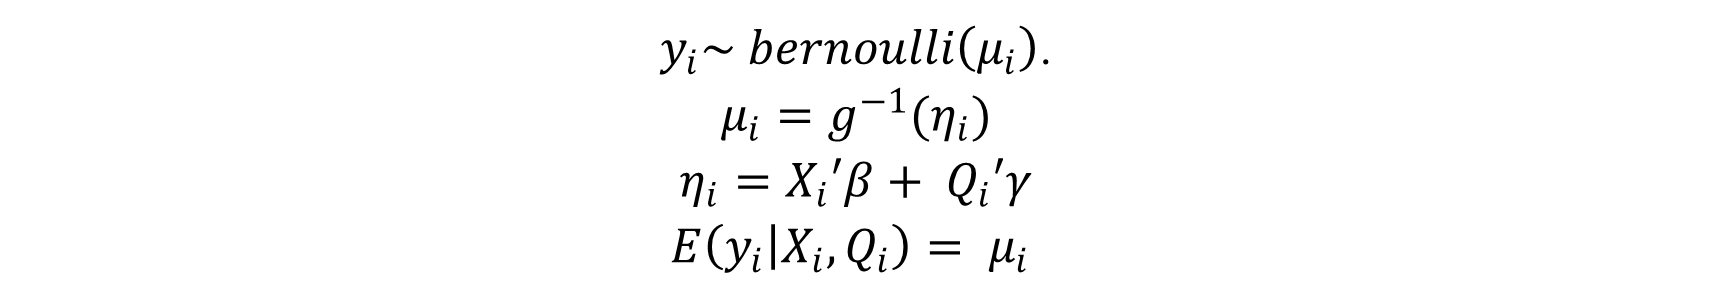 yᵢ~ bernoulli(μᵢ).
μᵢ = g⁻¹(ηᵢ)
ηᵢ = Xᵢ′β + Qᵢ′γ
E(yᵢ|Xᵢ, Qᵢ) = μᵢ